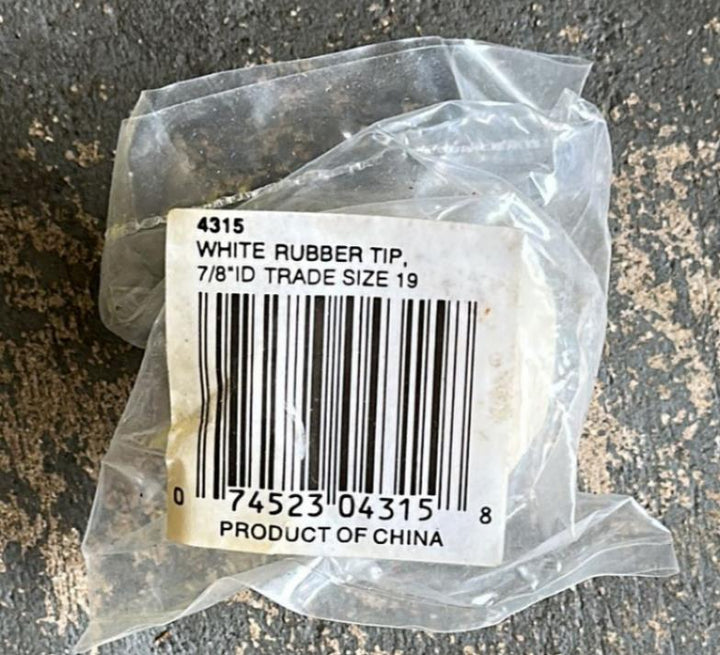 4315
WHITE RUBBER TIP,
7/8"ID TRADE SIZE 19
0 74523 04315 8
PRODUCT OF CHINA